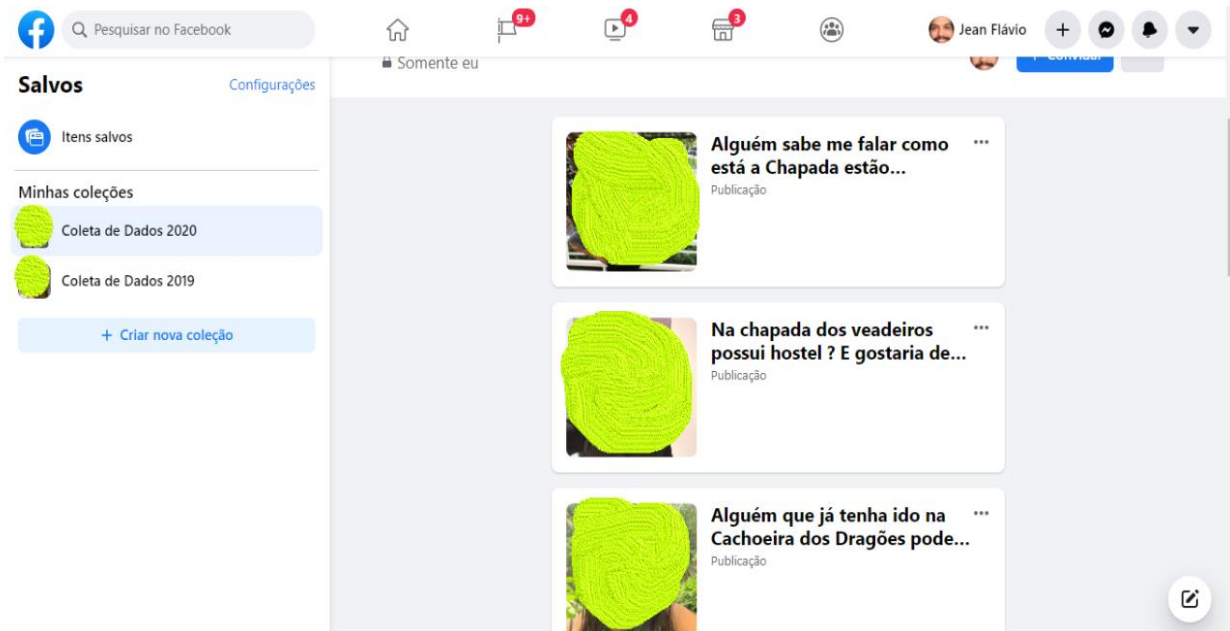 Pesquisar no Facebook
9+
4
3
Jean Flávio
Salvos
Configurações
Somente eu
+ Convidar
Itens salvos
Minhas coleções
Coleta de Dados 2020
Coleta de Dados 2019
+ Criar nova coleção
Alguém sabe me falar como
está a Chapada estão...
Publicação
Na chapada dos veadeiros
possui hostel ? E gostaria de...
Publicação
Alguém que já tenha ido na
Cachoeira dos Dragões pode...
Publicação